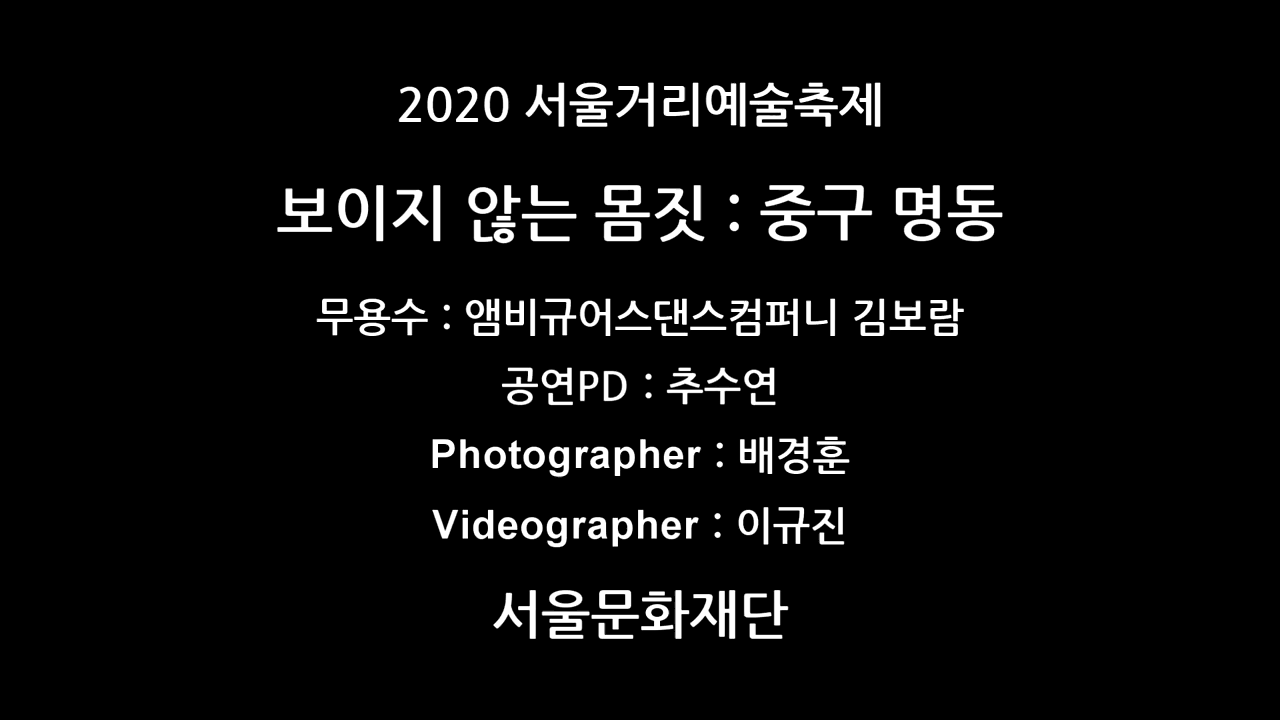 2020 서울거리예술축제
보이지 않는 몸짓 : 중구 명동
무용수 : 앰비규어스댄스컴퍼니 김보람
공연PD : 추수연
Photographer : 배경훈
Videographer : 이규진
서울문화재단